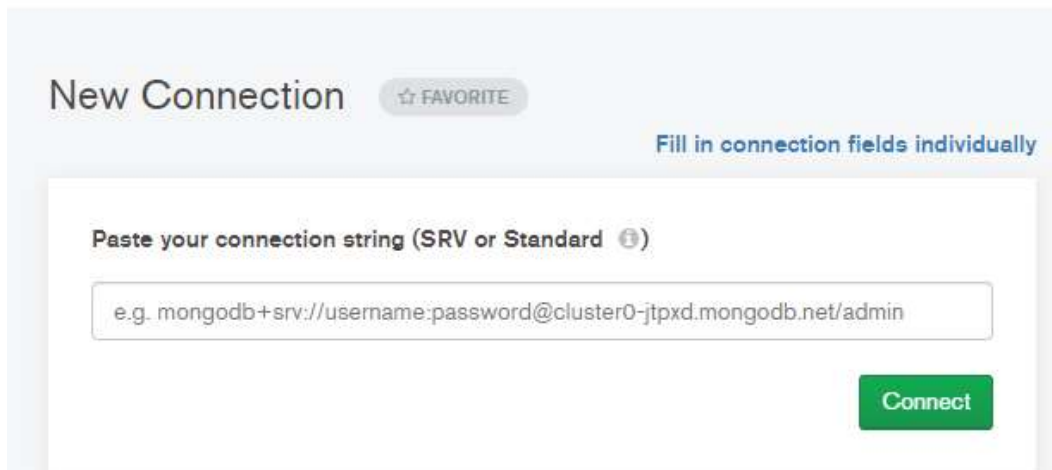 New Connection ☆ FAVORITE
Fill in connection fields individually
Paste your connection string (SRV or Standard ⓘ)
e.g. mongodb+srv://username:password@cluster0-jtpxd.mongodb.net/admin
Connect